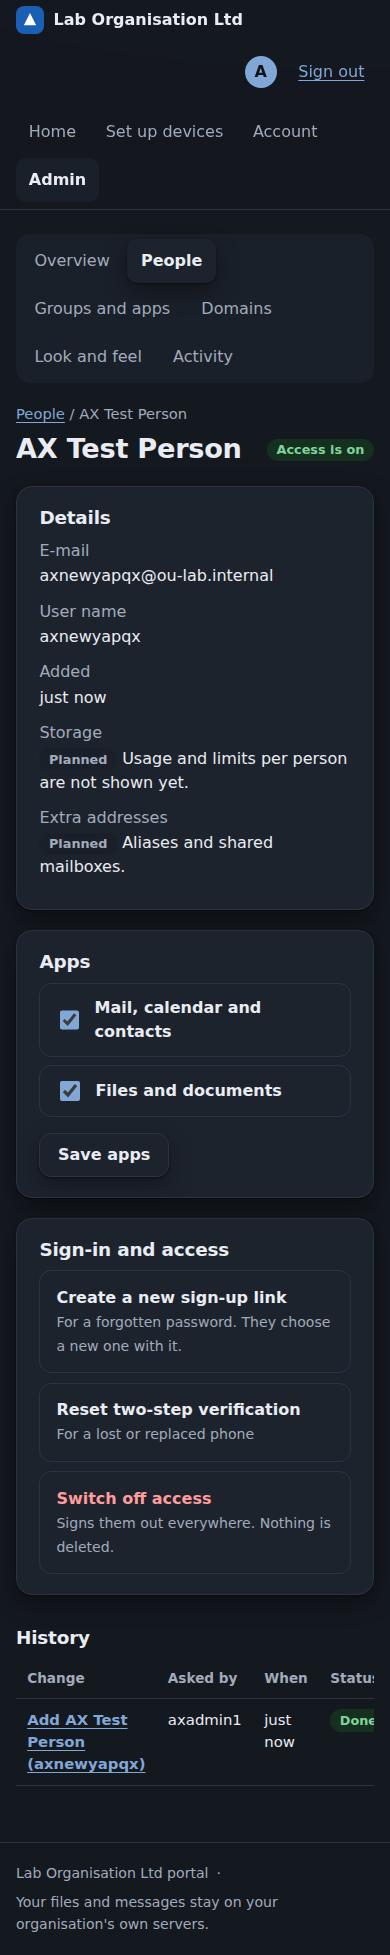 Lab Organisation Ltd
A Sign out
Home Set up devices Account
Admin
Overview People
Groups and apps Domains
Look and feel Activity
People / AX Test Person
AX Test Person Access is on
Details
E-mail
axnewyapqx@ou-lab.internal
User name
axnewyapqx
Added
just now
Storage
Planned Usage and limits per person
are not shown yet.
Extra addresses
Planned Aliases and shared
mailboxes.
Apps
Mail, calendar and
contacts
Files and documents
Save apps
Sign-in and access
Create a new sign-up link
For a forgotten password. They choose
a new one with it.
Reset two-step verification
For a lost or replaced phone
Switch off access
Signs them out everywhere. Nothing is
deleted.
History
Change Asked by When Status
Add AX Test axadmin1 just Done
Person now
(axnewyapqx)
Lab Organisation Ltd portal ·
Your files and messages stay on your
organisation's own servers.